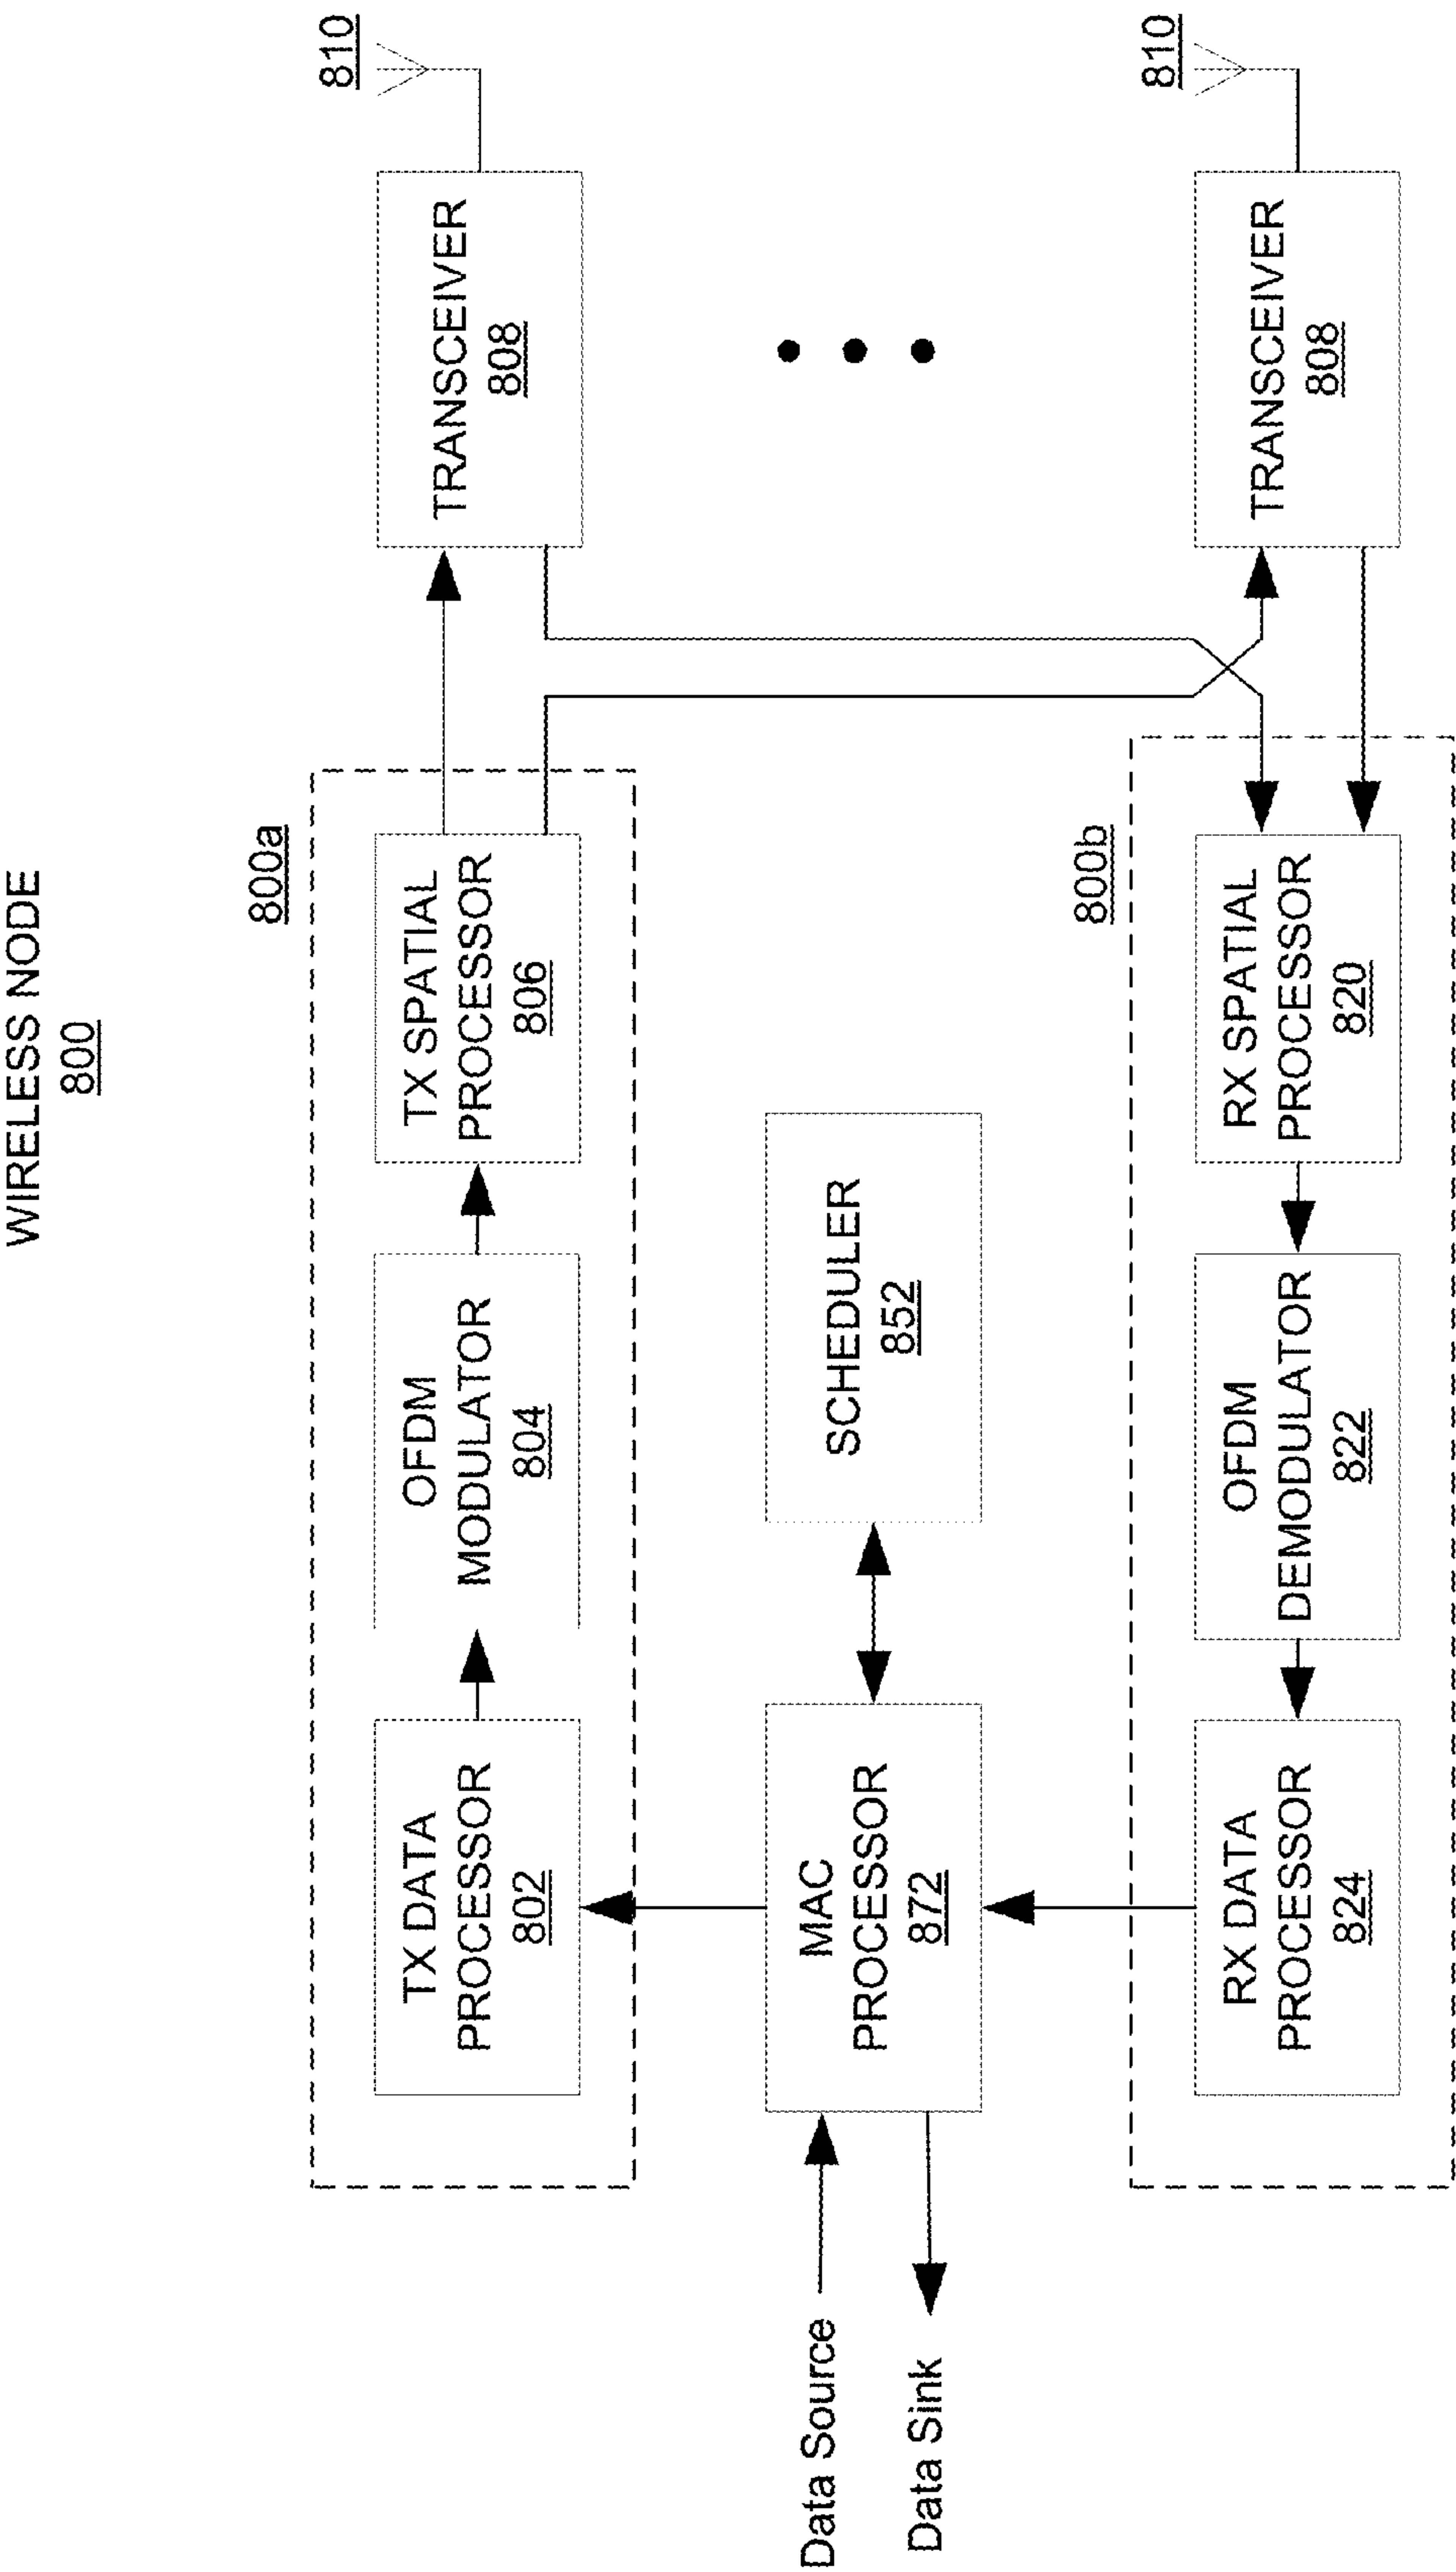 WIRELESS NODE
800
800a
TX DATA
PROCESSOR
802
OFDM
MODULATOR
804
TX SPATIAL
PROCESSOR
806
TRANSCEIVER
808
810
Data Source
Data Sink
MAC
PROCESSOR
872
SCHEDULER
852
800b
RX DATA
PROCESSOR
824
OFDM
DEMODULATOR
822
RX SPATIAL
PROCESSOR
820
TRANSCEIVER
808
810